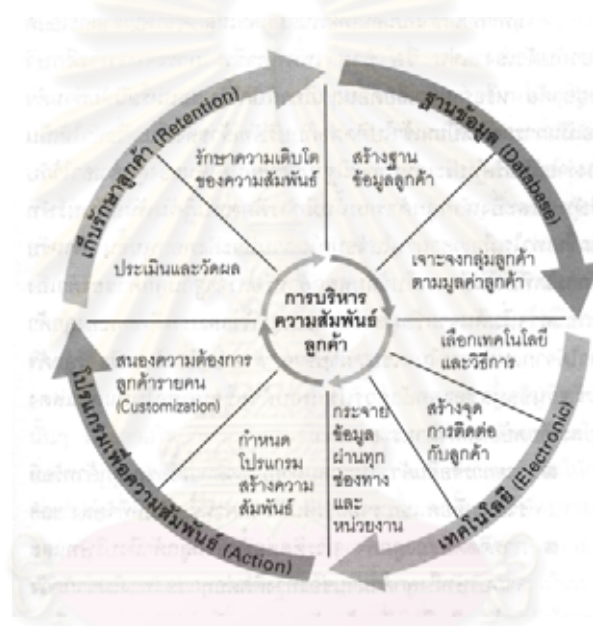 เก็บรักษาลูกค้า (Retention)
ฐานข้อมูล (Database)
รักษาความเติบโต
ของความสัมพันธ์
สร้างฐาน
ข้อมูลลูกค้า
ประเมินและวัดผล
เจาะจงกลุ่มลูกค้า
ตามมูลค่าลูกค้า
การบริหาร
ความสัมพันธ์
ลูกค้า
สนองความต้องการ
ลูกค้ารายคน
(Customization)
เลือกเทคโนโลยี
และวิธีการ
กำหนด
โปรแกรม
สร้างความ
สัมพันธ์
กระจาย
ข้อมูล
ผ่านทุก
ช่องทาง
และ
หน่วยงาน
สร้างจุด
การติดต่อ
กับลูกค้า
โปรแกรมเพื่อความสัมพันธ์ (Action)
เทคโนโลยี (Electronic)